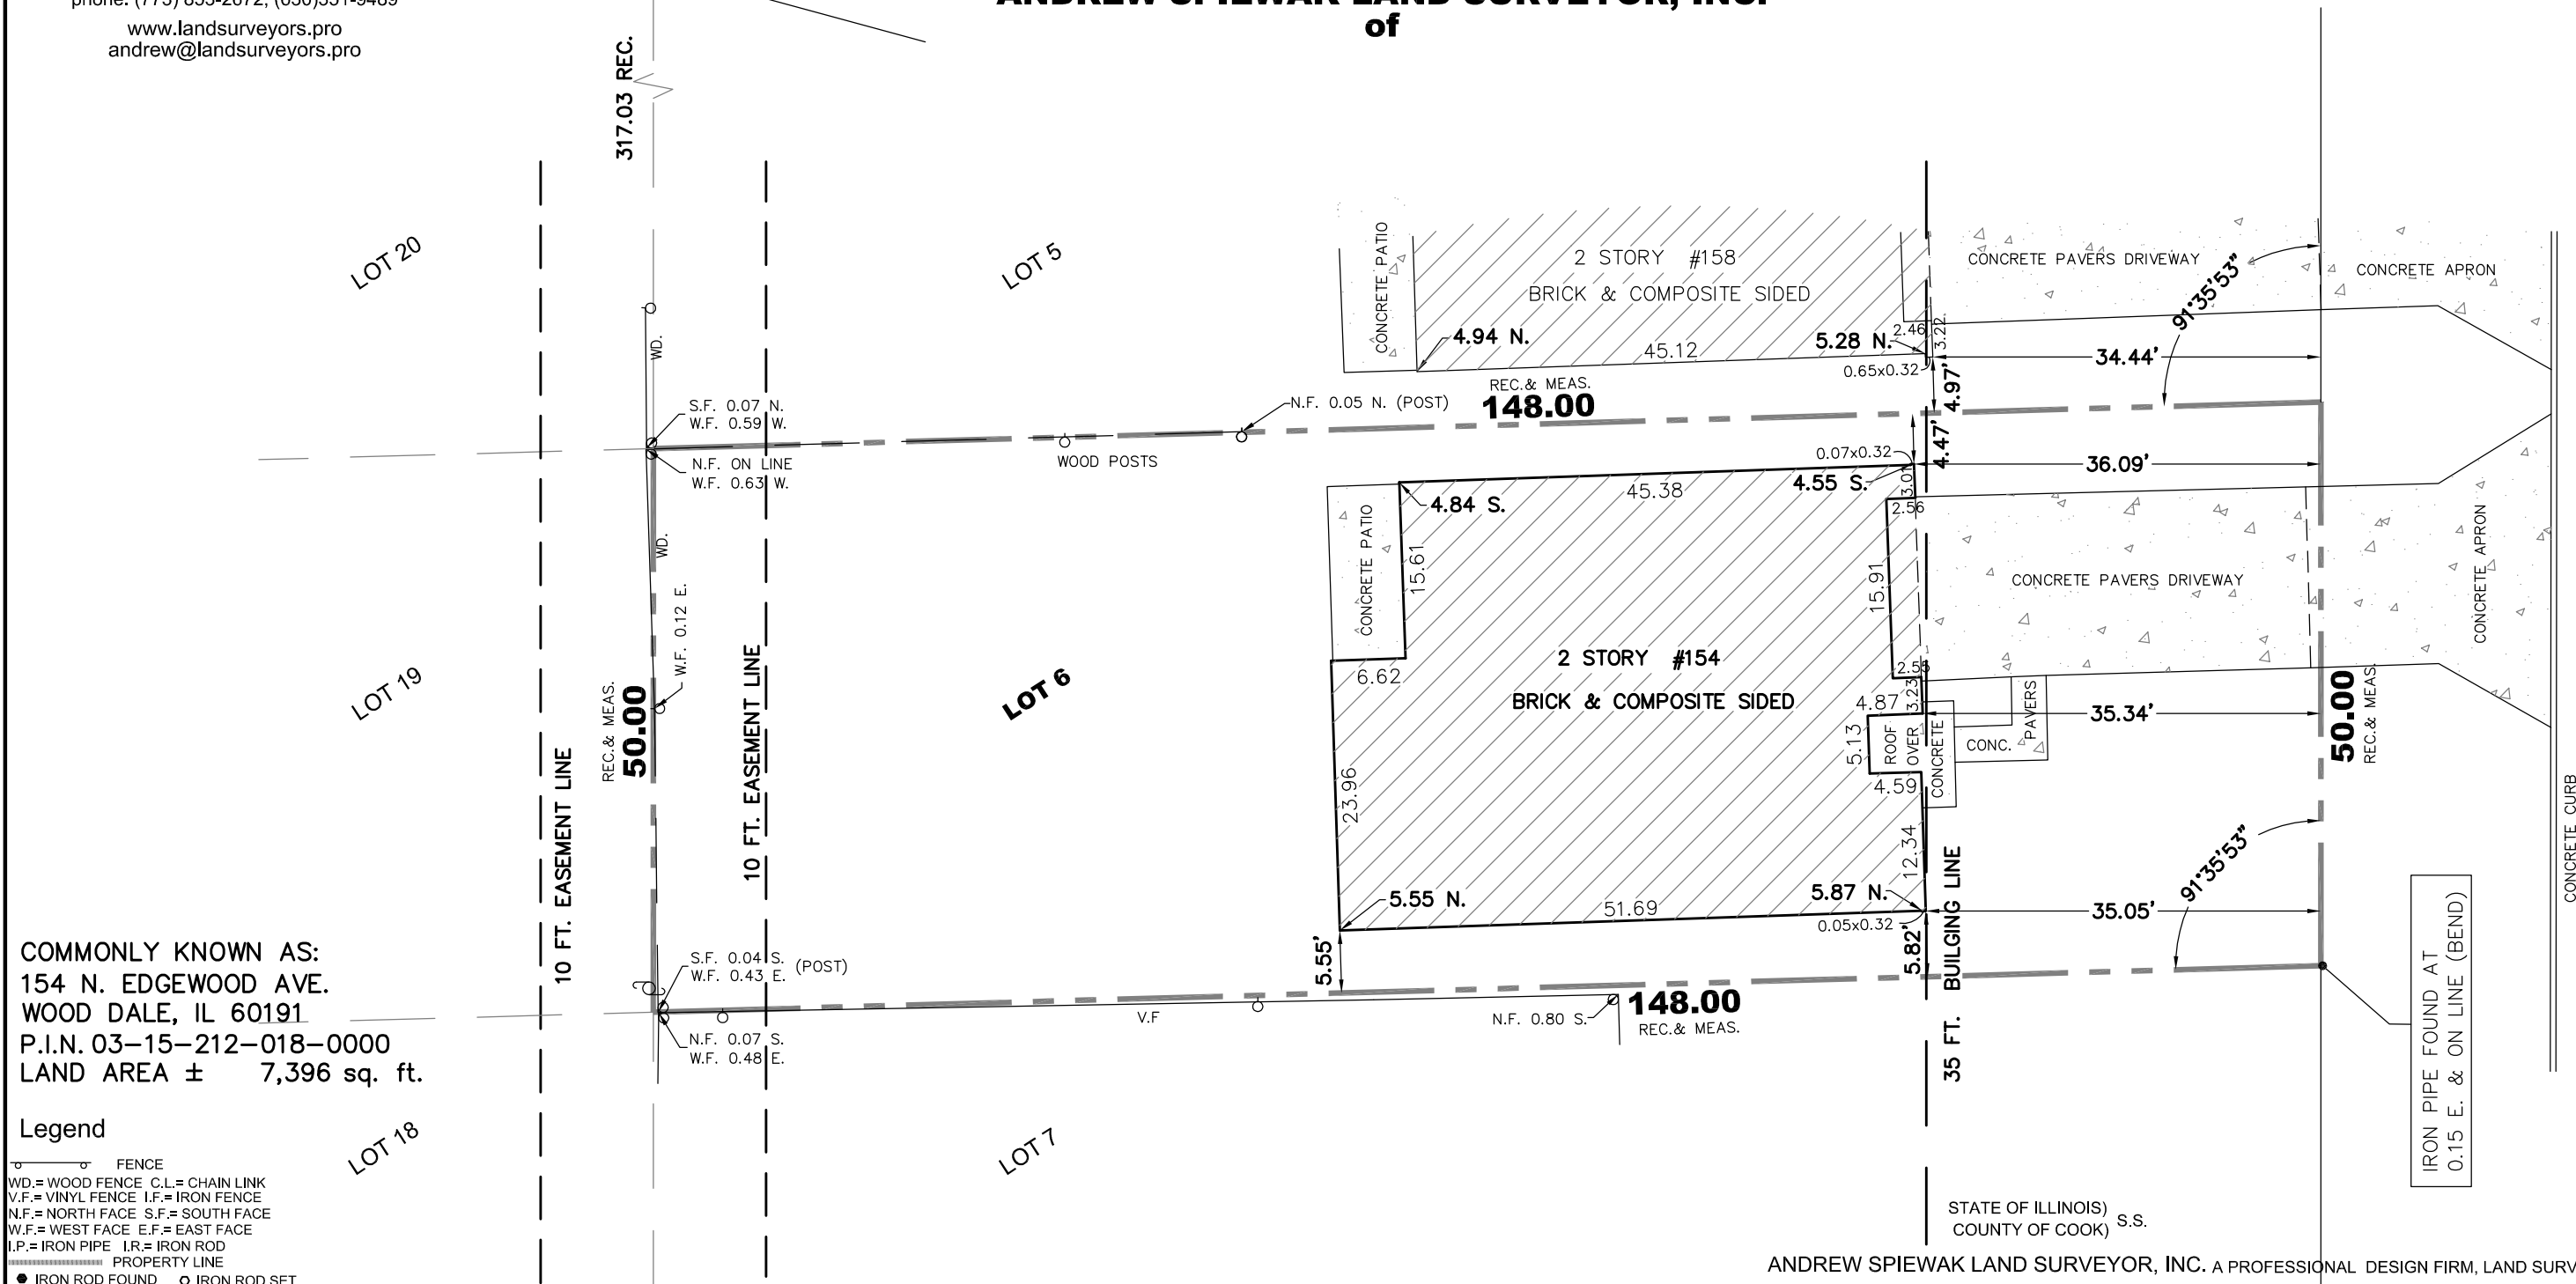 phone: (773) 853-2672, (630)351-9489
www.landsurveyors.pro
andrew@landsurveyors.pro
ANDREW SPIEWAK LAND SURVEYOR, INC.
of
317.03 REC.
LOT 20
LOT 5
CONCRETE PATIO
2 STORY #158
BRICK & COMPOSITE SIDED
CONCRETE PAVERS DRIVEWAY
CONCRETE APRON
91°35'53"
WD.
4.94 N.
45.12
5.28 N.
2.46
3.22
0.65x0.32
34.44'
4.97'
S.F. 0.07 N.
W.F. 0.59 W.
N.F. 0.05 N. (POST)
REC.& MEAS.
148.00
N.F. ON LINE
W.F. 0.63 W.
WOOD POSTS
0.07x0.32
4.47'
36.09'
4.84 S.
45.38
4.55 S.
2.56
WD.
CONCRETE PATIO
15.61
15.91
CONCRETE PAVERS DRIVEWAY
CONCRETE APRON
W.F. 0.12 E.
LOT 19
REC.& MEAS.
50.00
10 FT. EASEMENT LINE
10 FT. EASEMENT LINE
LOT 6
6.62
2 STORY #154
BRICK & COMPOSITE SIDED
2.55
3.23
4.87
5.13
ROOF
OVER
CONCRETE
CONC.
PAVERS
35.34'
50.00
REC.& MEAS.
4.59
23.96
12.34
CONCRETE CURB
91°35'53"
5.55 N.
51.69
5.87 N.
0.05x0.32
35.05'
5.55'
5.82'
35 FT. BUILGING LINE
COMMONLY KNOWN AS:
154 N. EDGEWOOD AVE.
WOOD DALE, IL 60191
P.I.N. 03-15-212-018-0000
LAND AREA ± 7,396 sq. ft.
S.F. 0.04 S.
W.F. 0.43 E.
(POST)
N.F. 0.07 S.
W.F. 0.48 E.
V.F
N.F. 0.80 S.
148.00
REC.& MEAS.
IRON PIPE FOUND AT
0.15 E. & ON LINE (BEND)
Legend
LOT 18
LOT 7
FENCE
WD.= WOOD FENCE C.L.= CHAIN LINK
V.F.= VINYL FENCE I.F.= IRON FENCE
N.F.= NORTH FACE S.F.= SOUTH FACE
W.F.= WEST FACE E.F.= EAST FACE
I.P.= IRON PIPE I.R.= IRON ROD
PROPERTY LINE
IRON ROD FOUND IRON ROD SET
STATE OF ILLINOIS)
COUNTY OF COOK) S.S.
ANDREW SPIEWAK LAND SURVEYOR, INC. A PROFESSIONAL DESIGN FIRM, LAND SURV